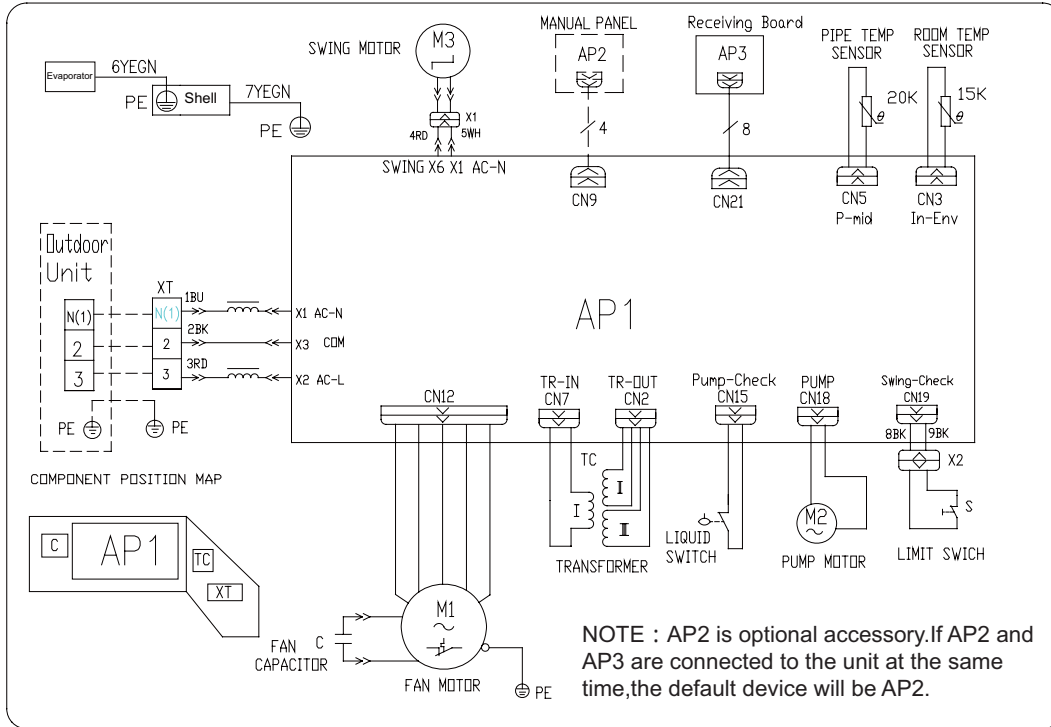 MANUAL PANEL
AP2
Receiving Board
AP3
PIPE TEMP
SENSOR
ROOM TEMP
SENSOR
SWING MOTOR
M3
Evaporator
6YEGN
PE
Shell
7YEGN
PE
X1
4RD
5WH
4
8
20K
θ
15K
θ
SWING X6 X1 AC-N
CN9
CN21
CN5
P-mid
CN3
In-Env
Outdoor
Unit
N(1)
2
3
PE
PE
XT
N(1)
2
3
1BU
2BK
3RD
X1 AC-N
X3 COM
X2 AC-L
AP1
CN12
TR-IN
CN7
TR-OUT
CN2
Pump-Check
CN15
PUMP
CN18
Swing-Check
CN19
8BK
9BK
X2
TC
I
I
II
TRANSFORMER
LIQUID
SWITCH
M2
PUMP MOTOR
S
LIMIT SWICH
COMPONENT POSITION MAP
C
AP1
TC
XT
FAN
CAPACITOR
C
M1
FAN MOTOR
PE
NOTE : AP2 is optional accessory.If AP2 and
AP3 are connected to the unit at the same
time,the default device will be AP2.